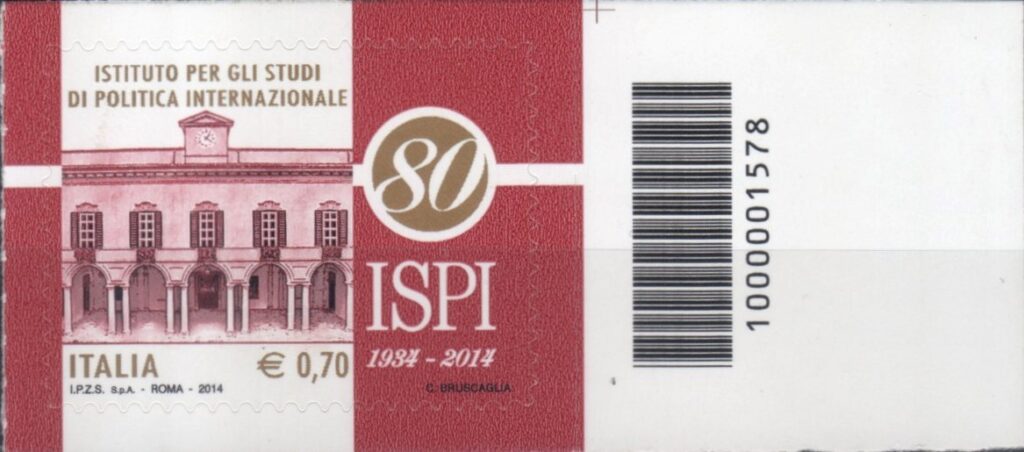 ISTITUTO PER GLI STUDI
DI POLITICA INTERNAZIONALE
80
ISPI
1934 - 2014
ITALIA € 0,70
I.P.Z.S. S.p.A. - ROMA - 2014
C. BRUSCAGLIA
1000001578